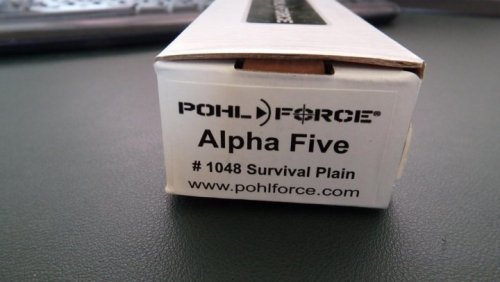 POHL FORCE®
Alpha Five
# 1048 Survival Plain
www.pohlforce.com